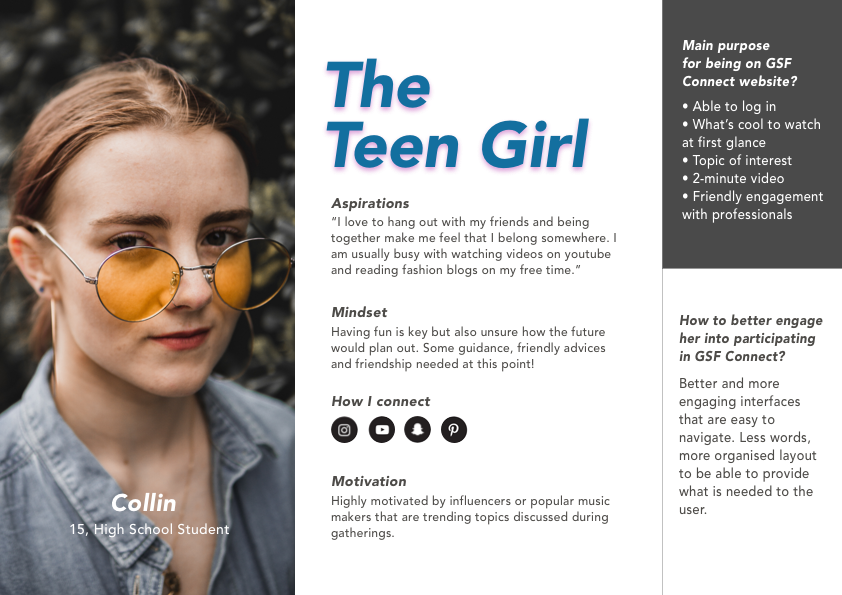 The
Teen Girl
Aspirations
“I love to hang out with my friends and being
together make me feel that I belong somewhere. I
am usually busy with watching videos on youtube
and reading fashion blogs on my free time.”
Mindset
Having fun is key but also unsure how the future
would plan out. Some guidance, friendly advices
and friendship needed at this point!
How I connect
Motivation
Highly motivated by influencers or popular music
makers that are trending topics discussed during
gatherings.
Collin
15, High School Student
Main purpose
for being on GSF
Connect website?
• Able to log in
• What’s cool to watch
at first glance
• Topic of interest
• 2-minute video
• Friendly engagement
with professionals
How to better engage
her into participating
in GSF Connect?
Better and more
engaging interfaces
that are easy to
navigate. Less words,
more organised layout
to be able to provide
what is needed to the
user.